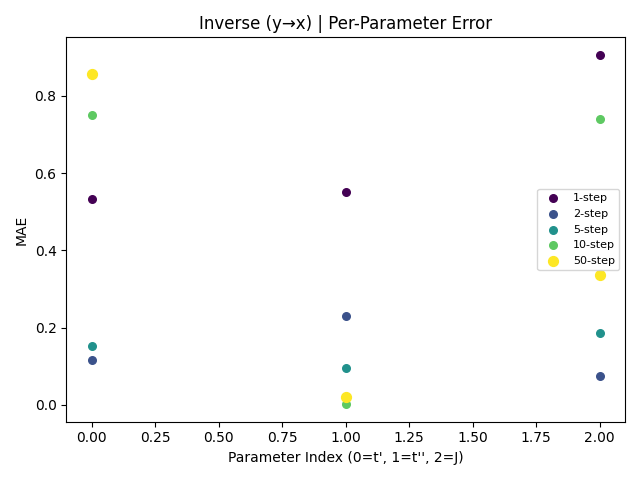 Inverse (y→x) | Per-Parameter Error
MAE
0.8
0.6
0.4
0.2
0.0
1-step
2-step
5-step
10-step
50-step
0.00 0.25 0.50 0.75 1.00 1.25 1.50 1.75 2.00
Parameter Index (0=t', 1=t'', 2=J)